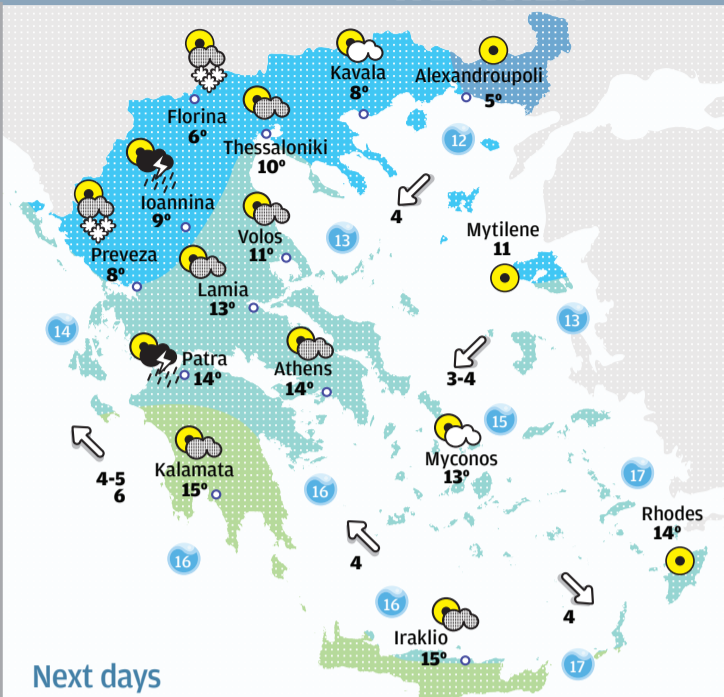 Kavala
8°
Alexandroupoli
5°
Florina
6°
Thessaloniki
10°
12
Ioannina
9°
4
Volos
11°
13
Mytilene
11
Preveza
8°
Lamia
13°
14
13
Patra
14°
Athens
14°
3-4
15
Myconos
13°
Kalamata
15°
4-5
6
16
17
Rhodes
14°
16
4
16
4
Iraklio
15°
17
Next days